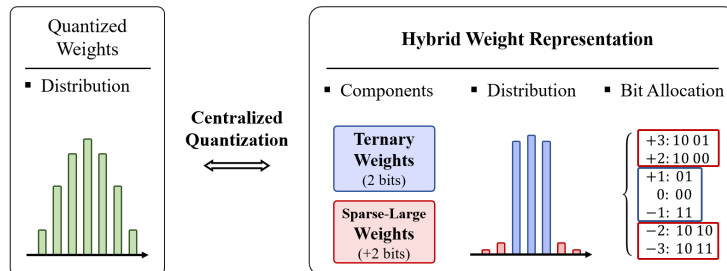 Quantized
Weights
▪ Distribution
Centralized
Quantization
Hybrid Weight Representation
▪ Components
▪ Distribution
▪ Bit Allocation
Ternary
Weights
(2 bits)
Sparse-Large
Weights
(+2 bits)
+3: 10 01
+2: 10 00
+1: 01
0: 00
−1: 11
−2: 10 10
−3: 10 11